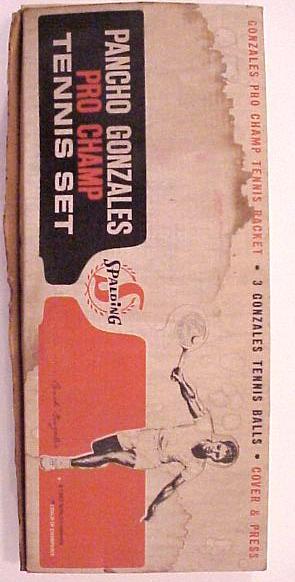 GONZALES PRO CHAMP TENNIS RACKET • 3 GONZALES TENNIS BALLS • COVER & PRESS
PANCHO GONZALES
PRO CHAMP
TENNIS SET
SPALDING